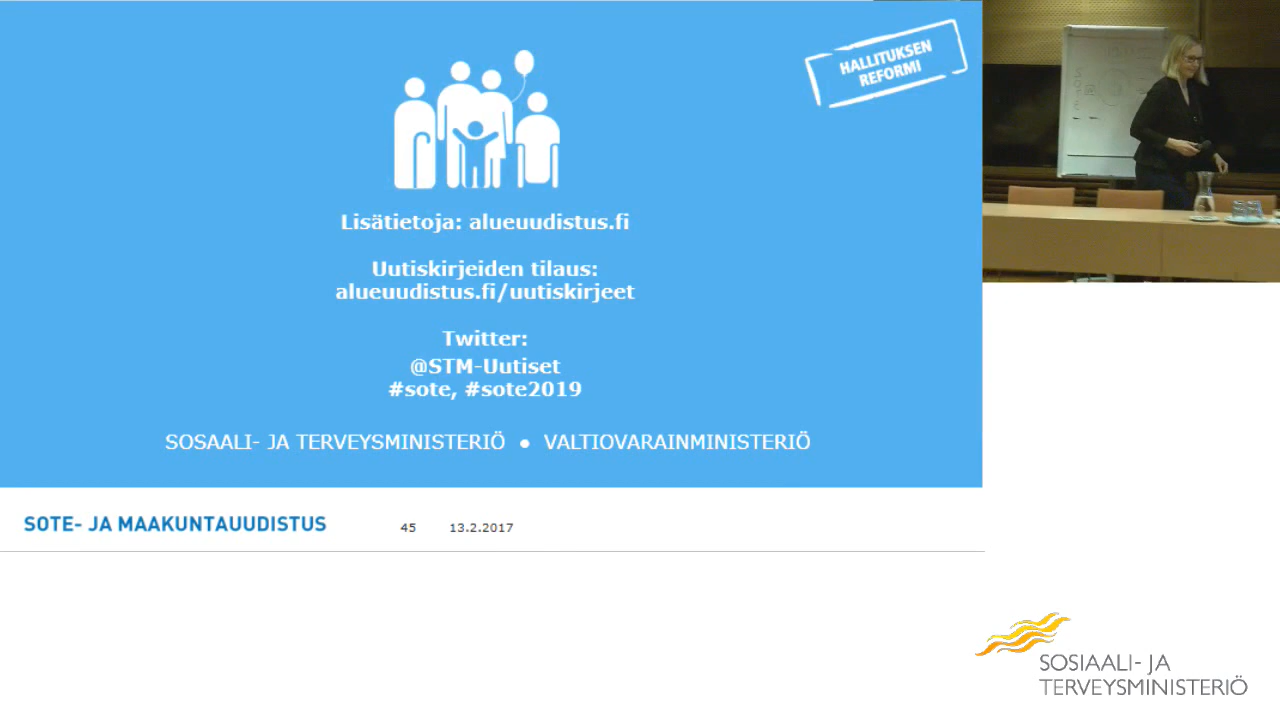 HALLITUKSEN
REFORMI
Lisätietoja: alueuudistus.fi
Uutiskirjeiden tilaus:
alueuudistus.fi/uutiskirjeet
Twitter:
@STM-Uutiset
#sote, #sote2019
SOSAALI- JA TERVEYSMINISTERIÖ ● VALTIOVARAINMINISTERIÖ
SOTE- JA MAAKUNTAUUDISTUS 45 13.2.2017
SOSIAALI- JA
TERVEYSMINISTERIÖ